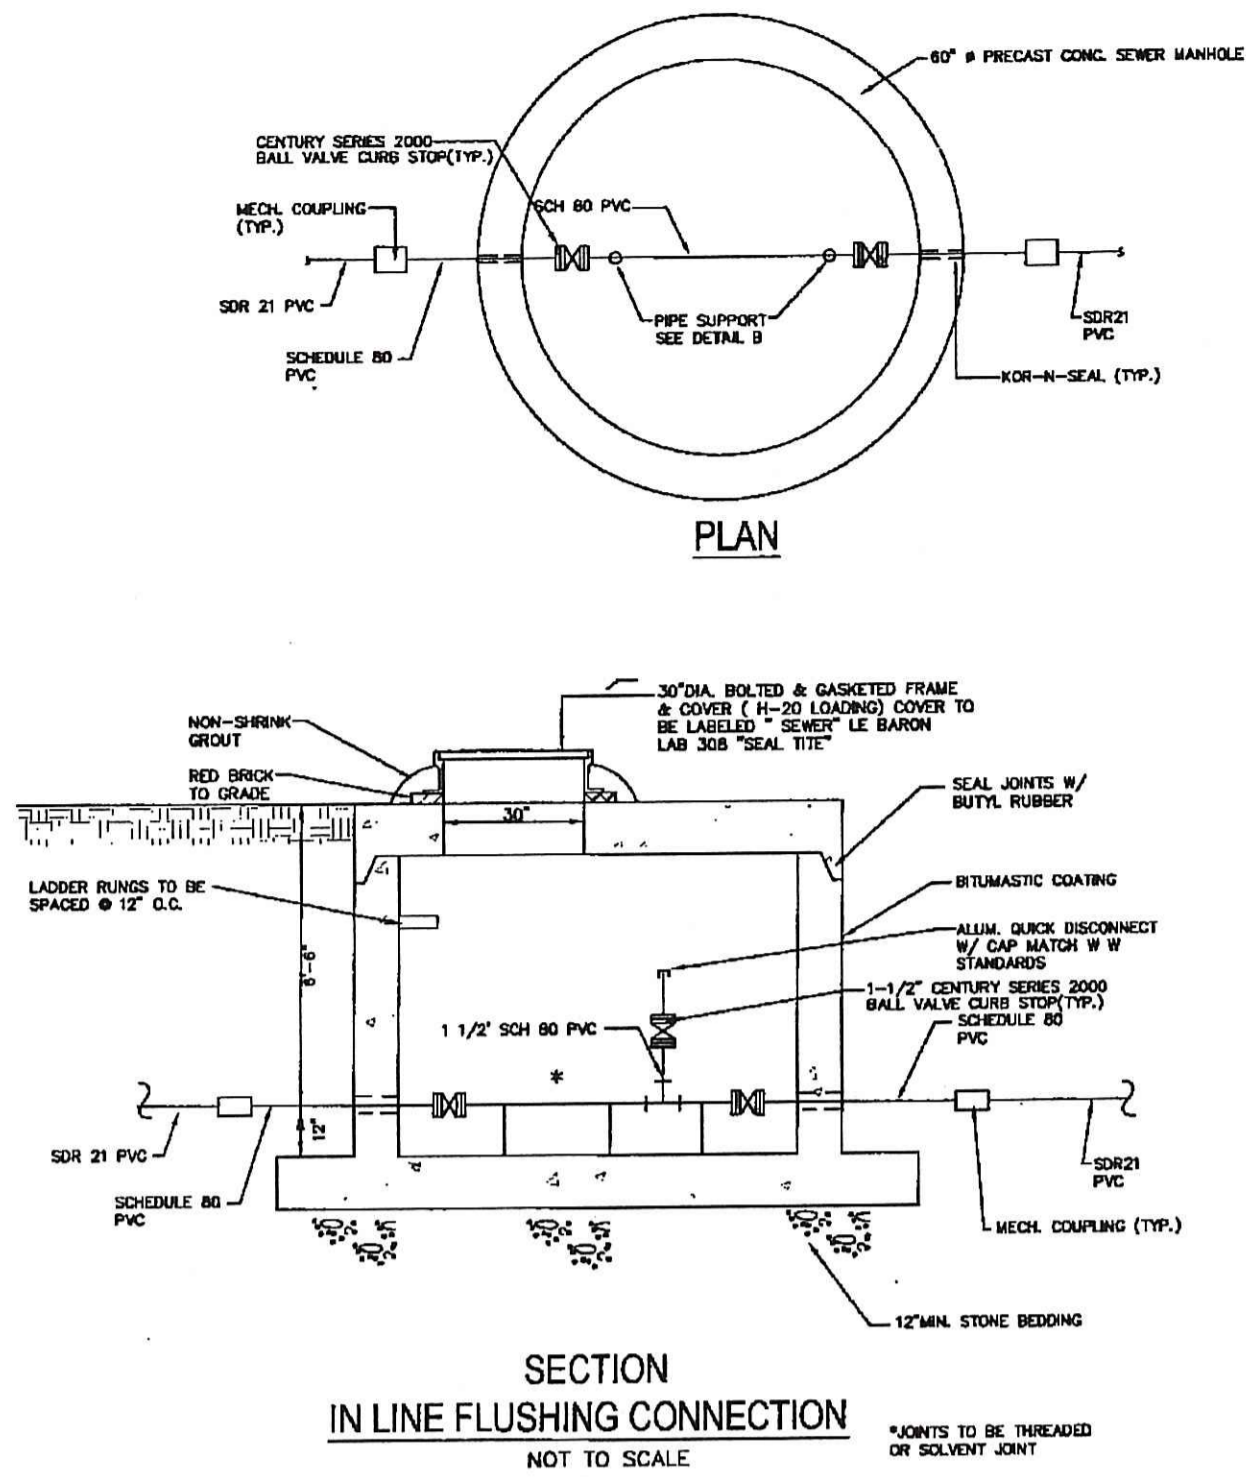 60" ø PRECAST CONC. SEWER MANHOLE
CENTURY SERIES 2000
BALL VALVE CURB STOP(TYP.)
MECH. COUPLING
(TYP.)
SCH 80 PVC
SDR 21 PVC
SCHEDULE 80
PVC
PIPE SUPPORT
SEE DETAIL B
SDR21
PVC
KOR-N-SEAL (TYP.)
PLAN
30"DIA. BOLTED & GASKETED FRAME
& COVER ( H-20 LOADING) COVER TO
BE LABELED " SEWER" LE BARON
LAB 308 "SEAL TITE"
NON-SHRINK
GROUT
RED BRICK
TO GRADE
30"
SEAL JOINTS W/
BUTYL RUBBER
LADDER RUNGS TO BE
SPACED @ 12" O.C.
BITUMASTIC COATING
ALUM. QUICK DISCONNECT
W/ CAP MATCH W W
STANDARDS
6'-6"
1-1/2" CENTURY SERIES 2000
BALL VALVE CURB STOP(TYP.)
1 1/2' SCH 80 PVC
SCHEDULE 80
PVC
*
12"
SDR 21 PVC
SCHEDULE 80
PVC
SDR21
PVC
MECH. COUPLING (TYP.)
12"MIN. STONE BEDDING
SECTION
IN LINE FLUSHING CONNECTION
NOT TO SCALE
*JOINTS TO BE THREADED
OR SOLVENT JOINT